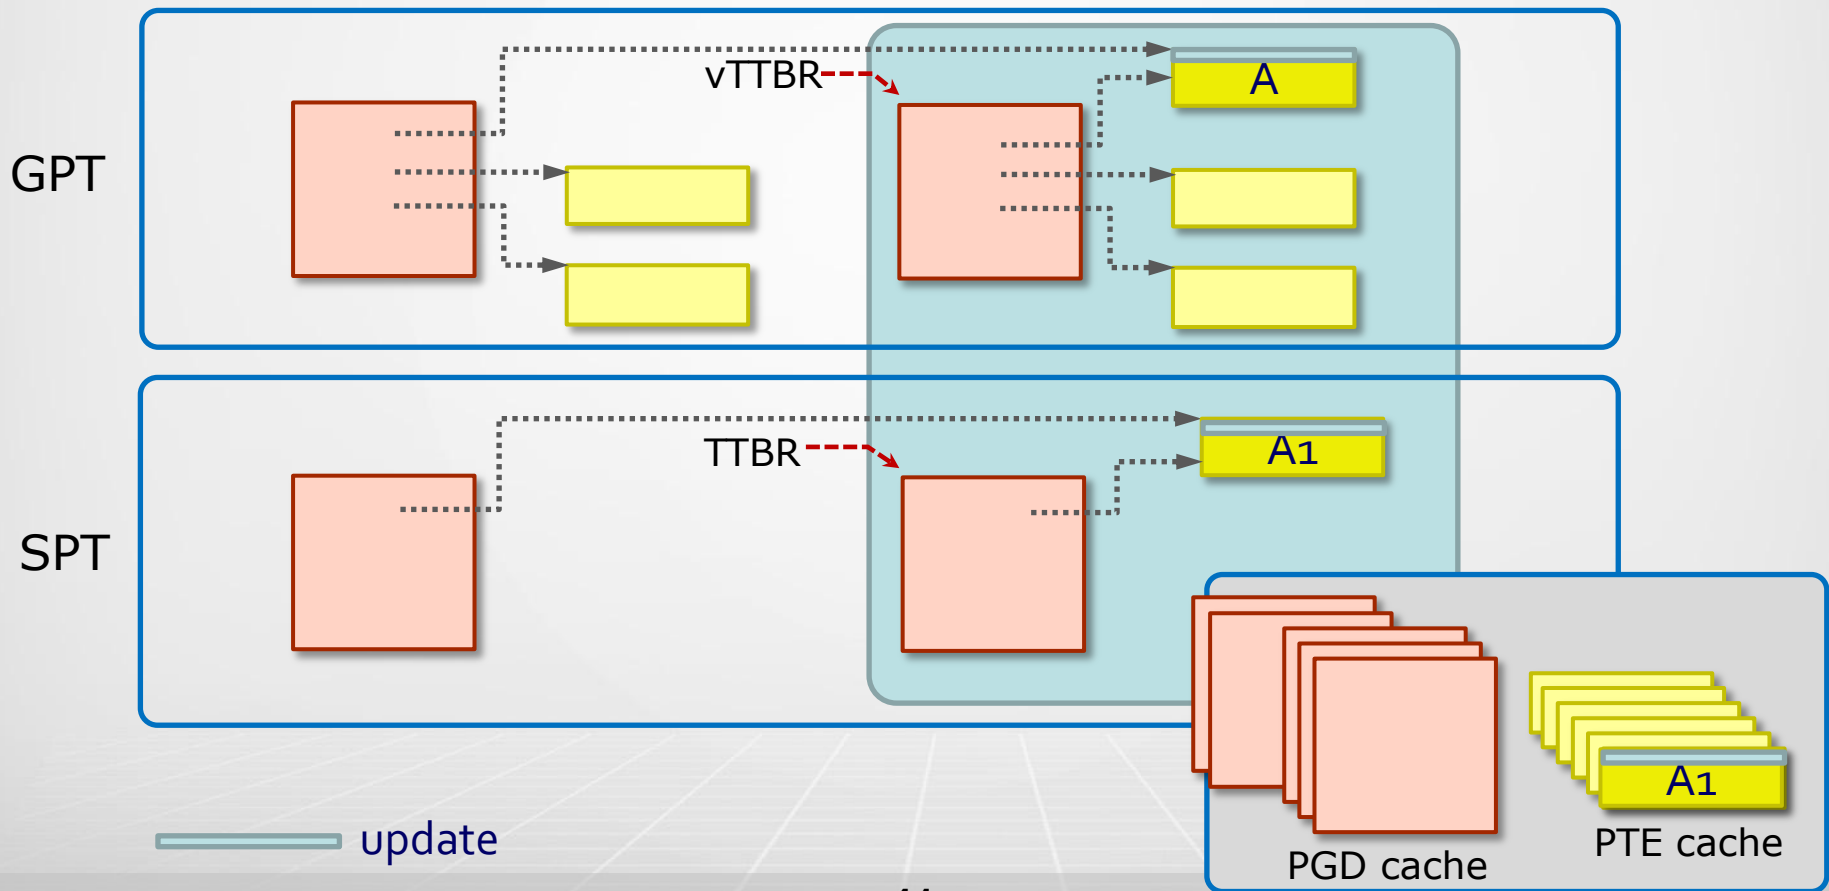 vTTBR
A
GPT
TTBR
A1
SPT
A1
update
PGD cache
PTE cache